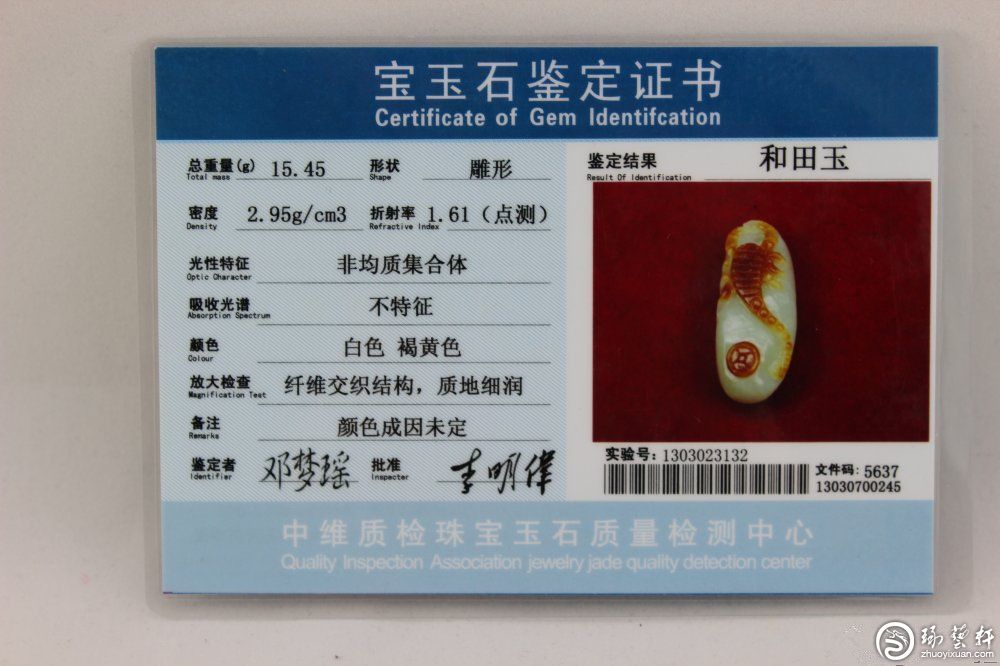 宝玉石鉴定证书
Certificate of Gem Identifcation
总重量(g) 15.45 形状 雕形
Total mass Shape
密度 2.95g/cm3 折射率 1.61（点测）
Density Refractive Index
光性特征 非均质集合体
Optic Character
吸收光谱 不特征
Absorption Spectrum
颜色 白色 褐黄色
Colour
放大检查 纤维交织结构，质地细润
Magnification Test
备注 颜色成因未定
Remarks
鉴定者 邓梦瑶 批准 李明偉
Identifier Inspecter
鉴定结果 和田玉
Result Of Identification
实验号: 1303023132
文件码: 5637
13030700245
中维质检珠宝玉石质量检测中心
Quality Inspection Association jewelry jade quality detection center
琢藝軒
zhuoyixuan.com